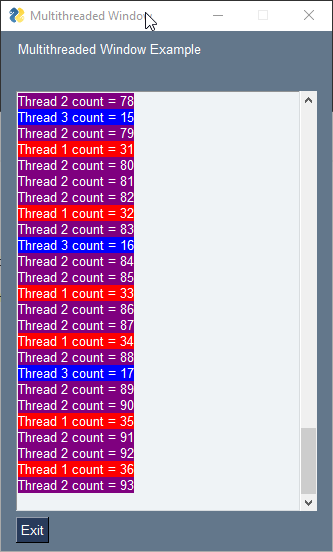 Multithreaded Window
Multithreaded Window Example
Thread 2 count = 78
Thread 3 count = 15
Thread 2 count = 79
Thread 1 count = 31
Thread 2 count = 80
Thread 2 count = 81
Thread 2 count = 82
Thread 1 count = 32
Thread 2 count = 83
Thread 3 count = 16
Thread 2 count = 84
Thread 2 count = 85
Thread 1 count = 33
Thread 2 count = 86
Thread 2 count = 87
Thread 1 count = 34
Thread 2 count = 88
Thread 3 count = 17
Thread 2 count = 89
Thread 2 count = 90
Thread 1 count = 35
Thread 2 count = 91
Thread 2 count = 92
Thread 1 count = 36
Thread 2 count = 93
Exit